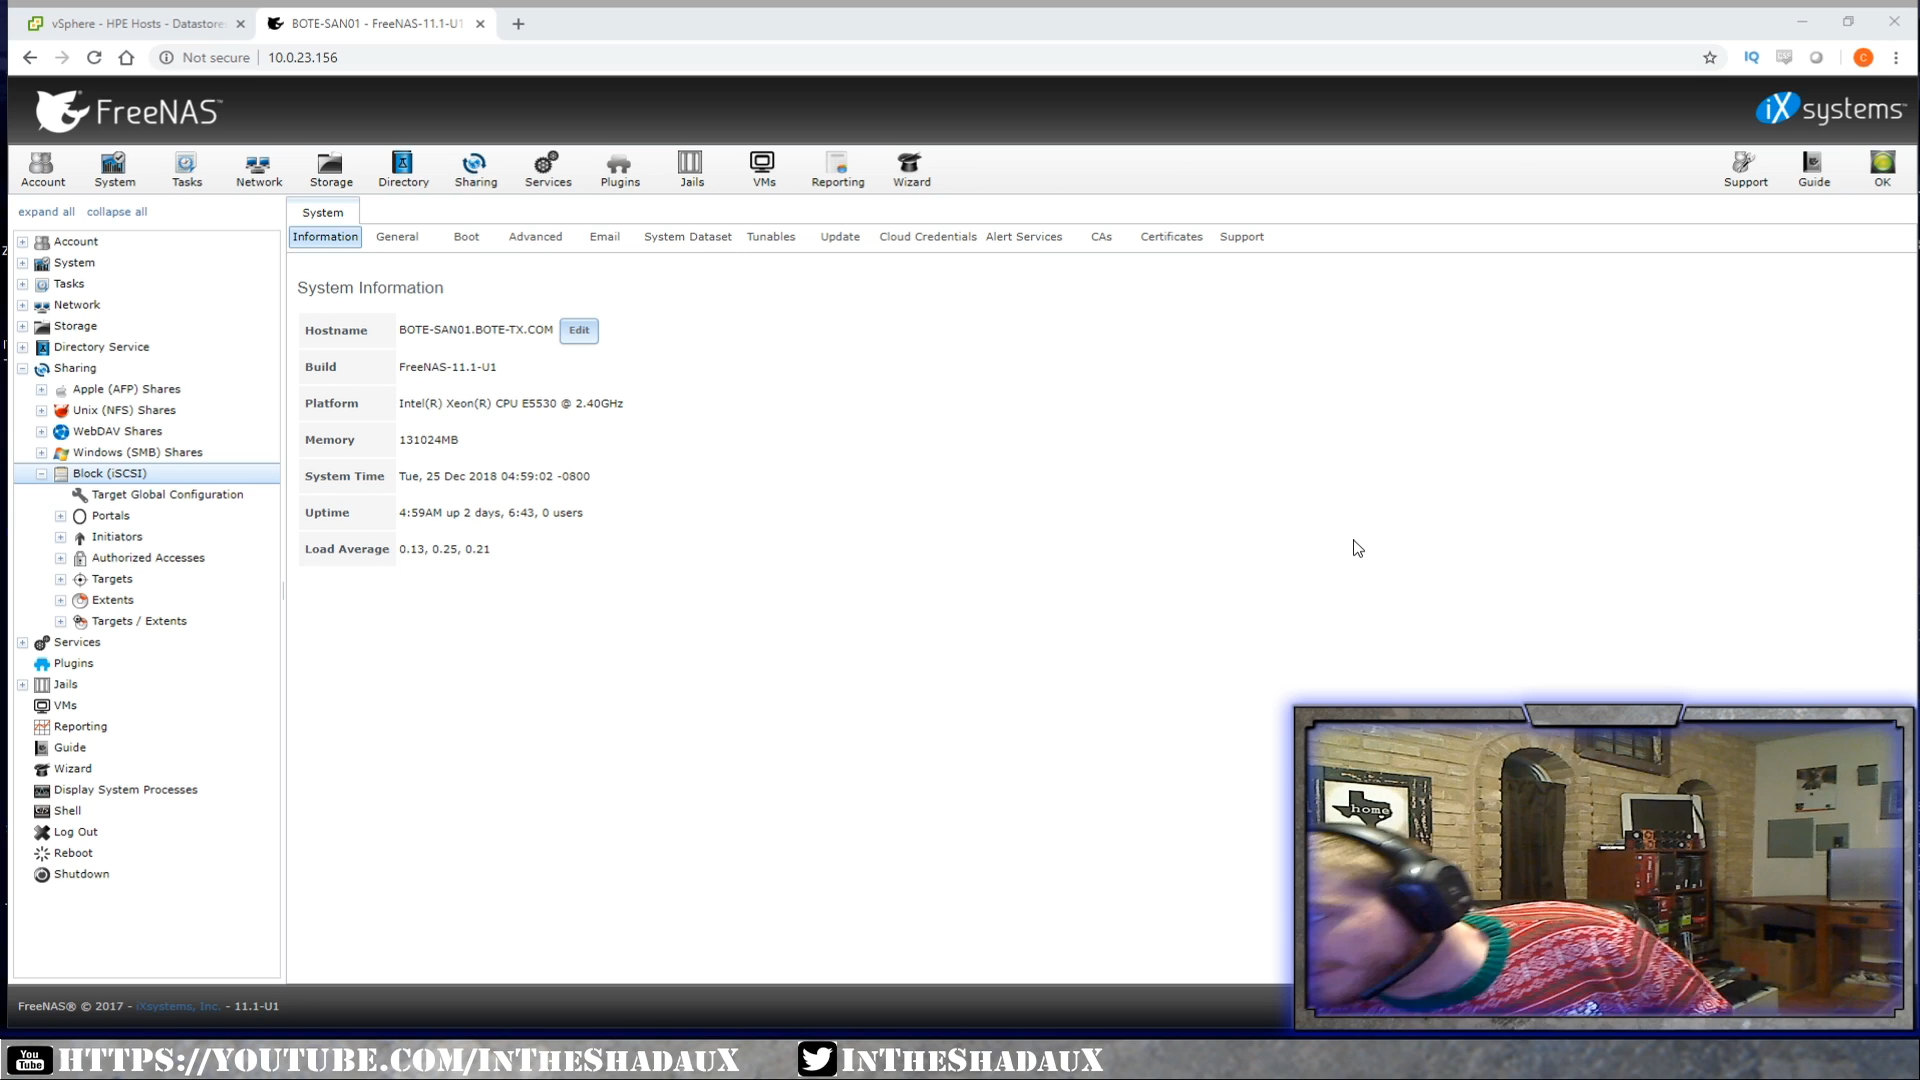 vSphere - HPE Hosts - Datastore
BOTE-SAN01 - FreeNAS-11.1-U1
Not secure | 10.0.23.156
IQ
C
FreeNAS™
iXsystems™
Account System Tasks Network Storage Directory Sharing Services Plugins Jails VMs Reporting Wizard Support Guide OK
expand all collapse all
System
Information General Boot Advanced Email System Dataset Tunables Update Cloud Credentials Alert Services CAs Certificates Support
Account
System
Tasks
Network
Storage
Directory Service
Sharing
Apple (AFP) Shares
Unix (NFS) Shares
WebDAV Shares
Windows (SMB) Shares
Block (iSCSI)
Target Global Configuration
Portals
Initiators
Authorized Accesses
Targets
Extents
Targets / Extents
Services
Plugins
Jails
VMs
Reporting
Guide
Wizard
Display System Processes
Shell
Log Out
Reboot
Shutdown
System Information
Hostname BOTE-SAN01.BOTE-TX.COM Edit
Build FreeNAS-11.1-U1
Platform Intel(R) Xeon(R) CPU E5530 @ 2.40GHz
Memory 131024MB
System Time Tue, 25 Dec 2018 04:59:02 -0800
Uptime 4:59AM up 2 days, 6:43, 0 users
Load Average 0.13, 0.25, 0.21
home
FreeNAS® © 2017 - iXsystems, Inc. - 11.1-U1
You Tube HTTPS://YOUTUBE.COM/INTHESHADAUX INTHESHADAUX